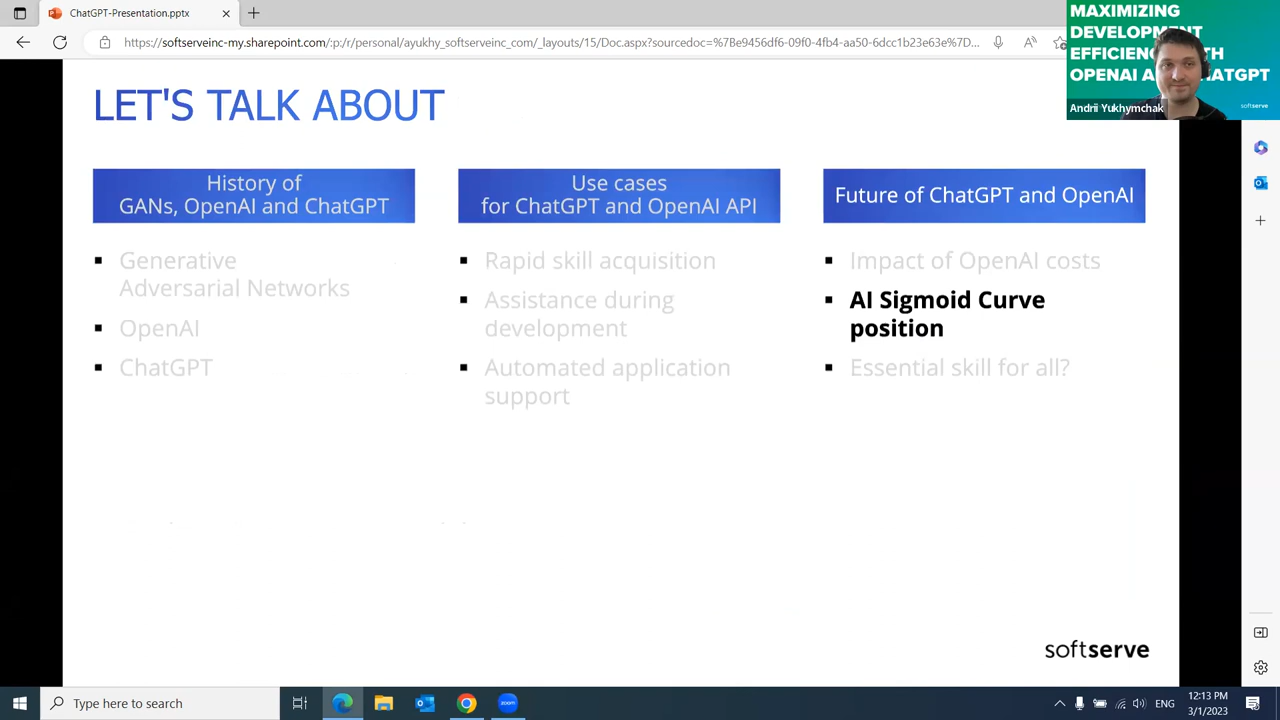 ChatGPT-Presentation.pptx
https://softserveinc-my.sharepoint.com/:p:/r/personal/ayukhy_softserveinc_com/_layouts/15/Doc.aspx?sourcedoc=%7Be9456df6-09f0-4fb4-aa50-6dcc1b23e63e%7D...
MAXIMIZING
DEVELOPMENT
OPENAI
Andrii Yukhymchak
softserve
LET'S TALK ABOUT
History of
GANs, OpenAI and ChatGPT
Generative
Adversarial Networks
OpenAI
ChatGPT
Use cases
for ChatGPT and OpenAI API
Rapid skill acquisition
Assistance during
development
Automated application
support
Future of ChatGPT and OpenAI
Impact of OpenAI costs
AI Sigmoid Curve
position
Essential skill for all?
softserve
Type here to search
zoom
ENG
12:13 PM
3/1/2023